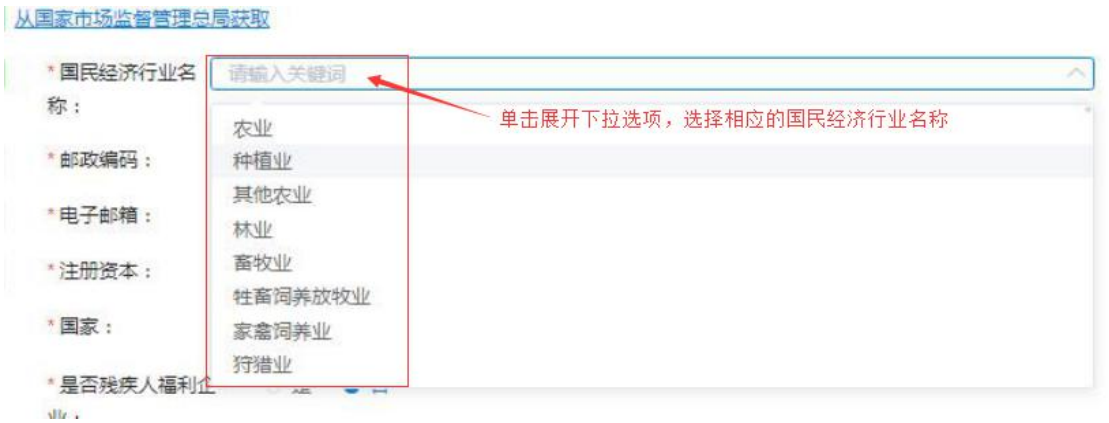 从国家市场监督管理总局获取
*国民经济行业名 请输入关键词
称：
单击展开下拉选项，选择相应的国民经济行业名称
农业
*邮政编码： 种植业
其他农业
*电子邮箱：
林业
*注册资本： 畜牧业
牲畜饲养放牧业
*国家： 家禽饲养业
狩猎业
*是否残疾人福利企
业：